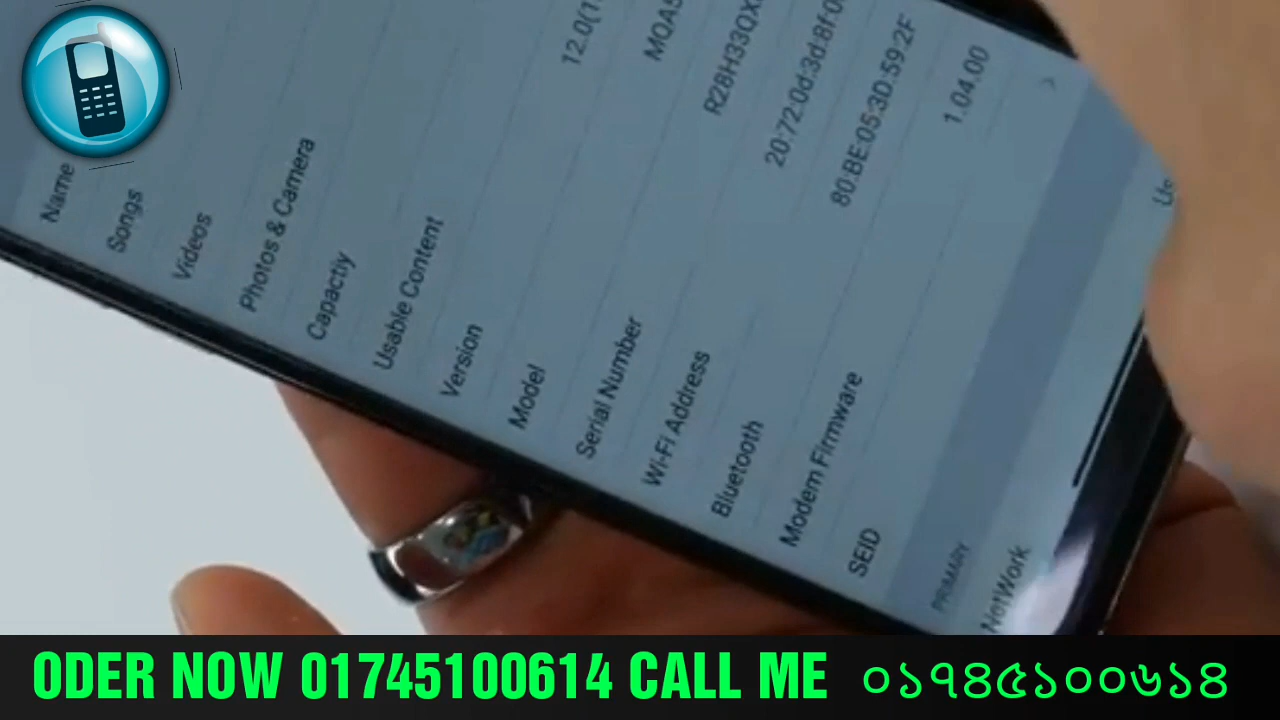 Name
Songs
Videos
Photos & Camera
Capactiy
Usable Content
Version 12.0(1
Model MQA5
Serial Number R28H33QX
Wi-Fi Address 20:72:0d:3d:8f:0
Bluetooth 80:BE:05:3D:59:2F
Modem Firmware 1.04.00
SEID
PRIMARY
NotWork
ODER NOW 01745100614 CALL ME ০১৭৪৫১০০৬১৪